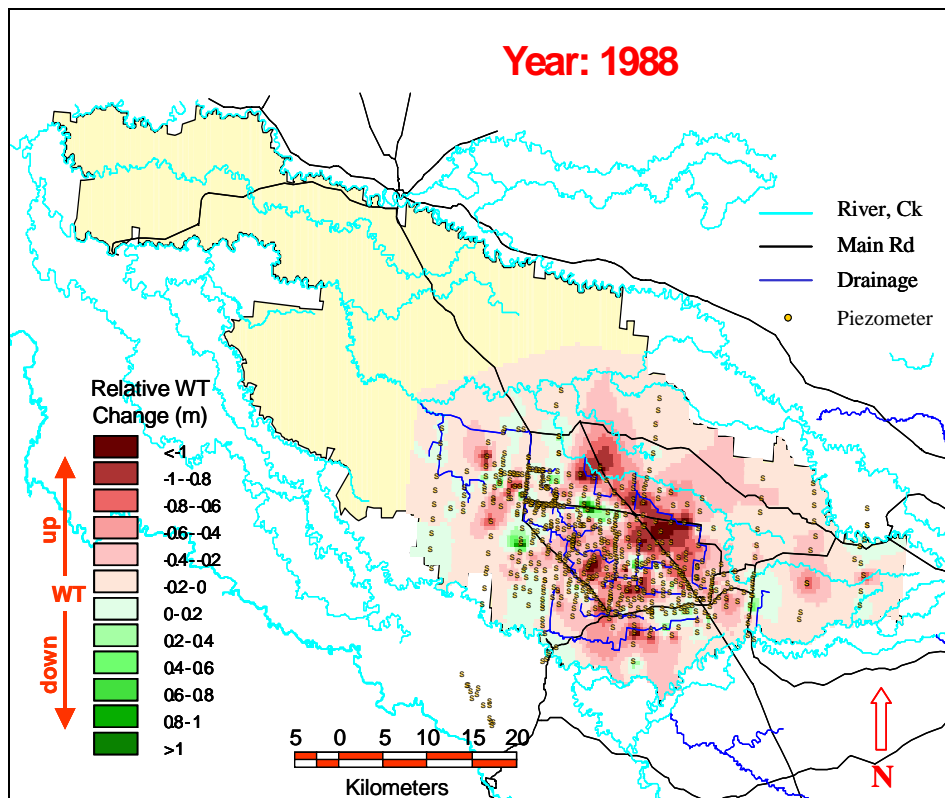 Year: 1988
River, Ck
Main Rd
Drainage
Piezometer
Relative WT
Change (m)
<-1
-1--0.8
-0.8--0.6
-0.6--0.4
-0.4--0.2
-0.2-0
0-0.2
0.2-0.4
0.4-0.6
0.6-0.8
0.8-1
>1
up
WT
down
5 0 5 10 15 20
Kilometers
N